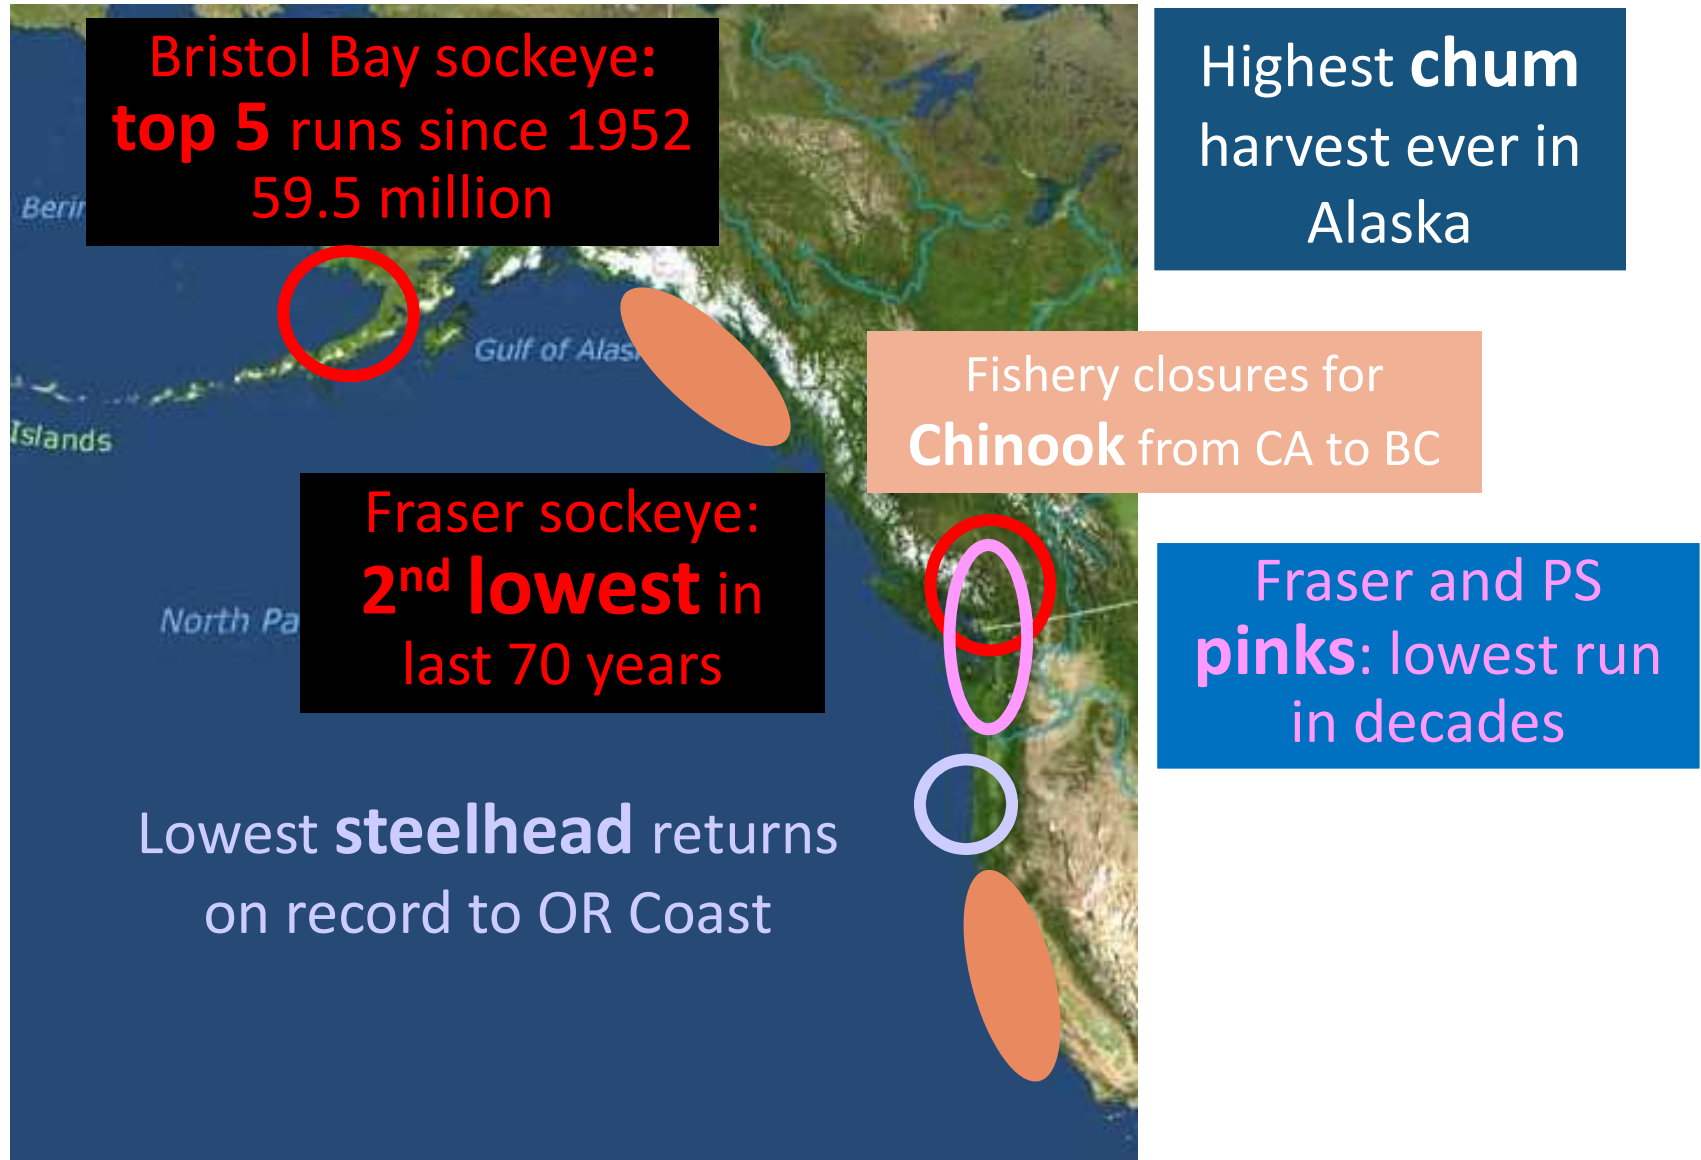 Bristol Bay sockeye:
top 5 runs since 1952
59.5 million
Highest chum
harvest ever in
Alaska
Gulf of
Islands
Fishery closures for
Chinook from CA to BC
Fraser sockeye:
2nd lowest in
last 70 years
North
Fraser and PS
pinks: lowest run
in decades
Lowest steelhead returns
on record to OR Coast